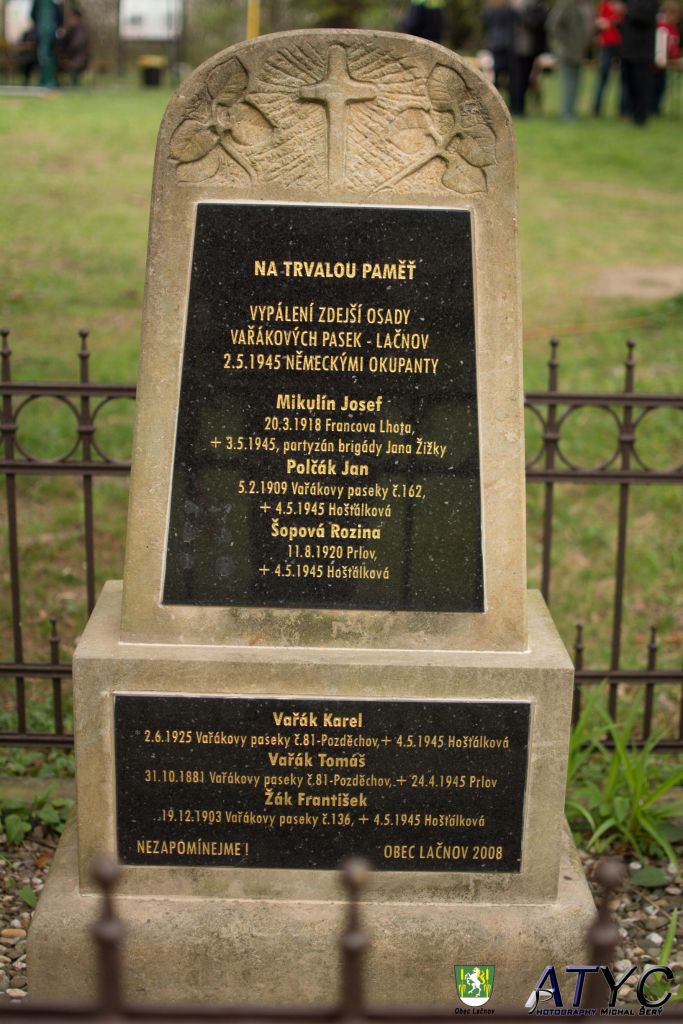 NA TRVALOU PAMĚŤ
VYPÁLENÍ ZDEJŠÍ OSADY
VAŘÁKOVÝCH PASEK - LAČNOV
2.5.1945 NĚMECKÝMI OKUPANTY
Mikulín Josef
20.3.1918 Francova Lhota,
+ 3.5.1945, partyzán brigády Jana Žižky
Polčák Jan
5.2.1909 Vařákovy paseky č.162,
+ 4.5.1945 Hošťálková
Šopová Rozina
11.8.1920 Prlov,
+ 4.5.1945 Hošťálková
Vařák Karel
2.6.1925 Vařákovy paseky č.81-Pozděchov, + 4.5.1945 Hošťálková
Vařák Tomáš
31.10.1881 Vařákovy paseky č.81-Pozděchov, + 24.4.1945 Prlov
Žák František
19.12.1903 Vařákovy paseky č.136, + 4.5.1945 Hošťálková
NEZAPOMÍNEJME ! OBEC LAČNOV 2008
Obec Lačnov
ATYC
PHOTOGRAPHY MICHAL BERÝ